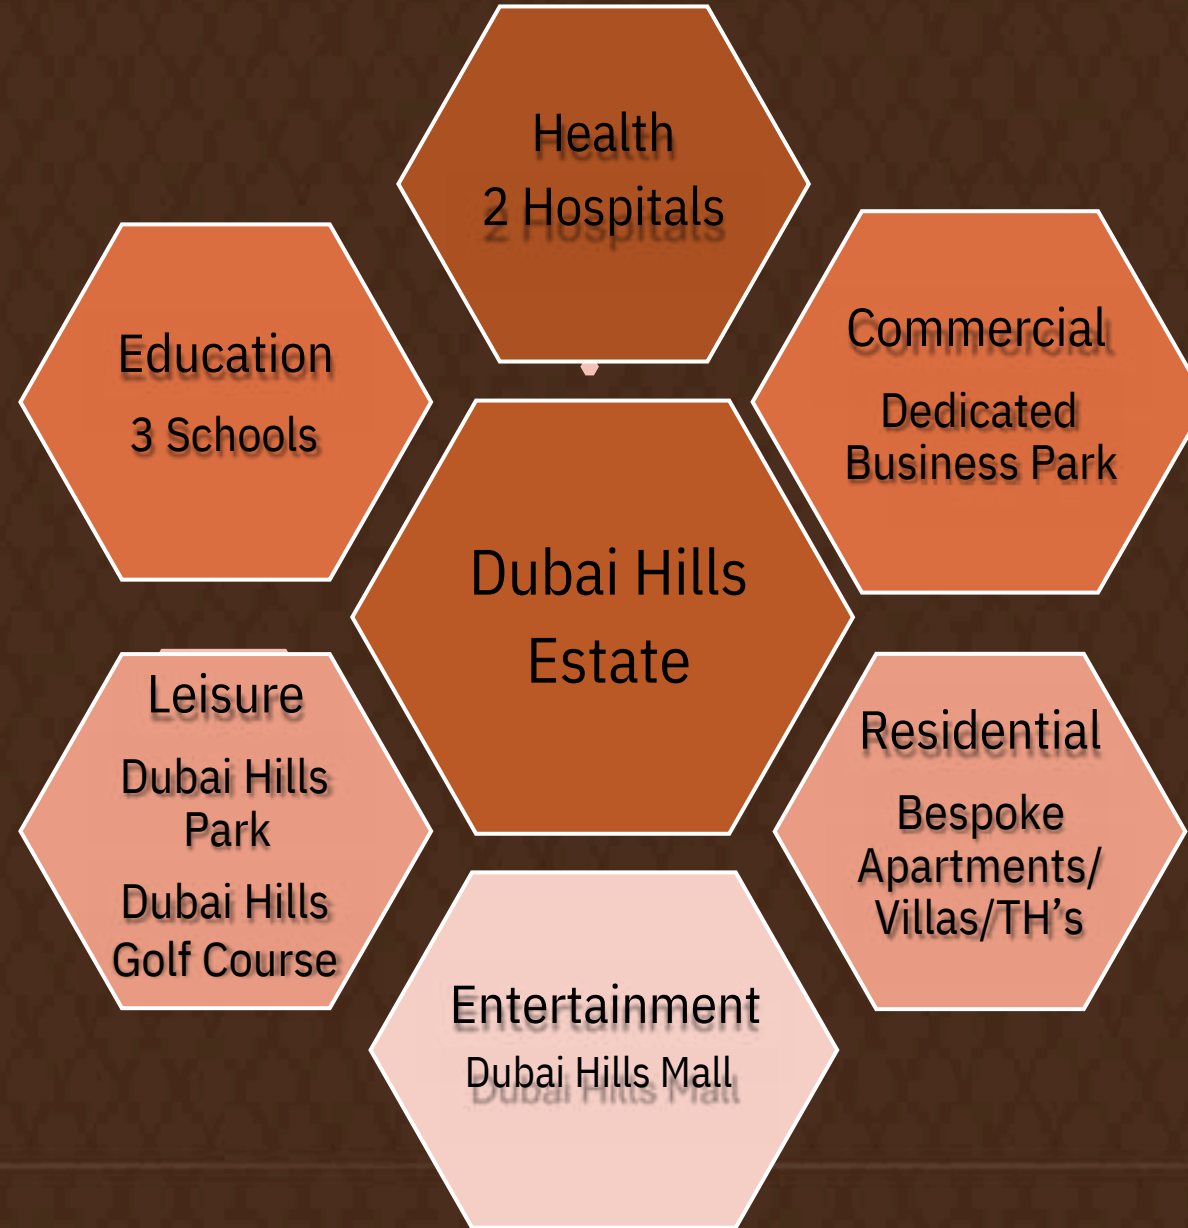 Health
2 Hospitals
Education
3 Schools
Commercial
Dedicated
Business Park
Dubai Hills
Estate
Leisure
Dubai Hills
Park
Dubai Hills
Golf Course
Residential
Bespoke
Apartments/
Villas/TH’s
Entertainment
Dubai Hills Mall